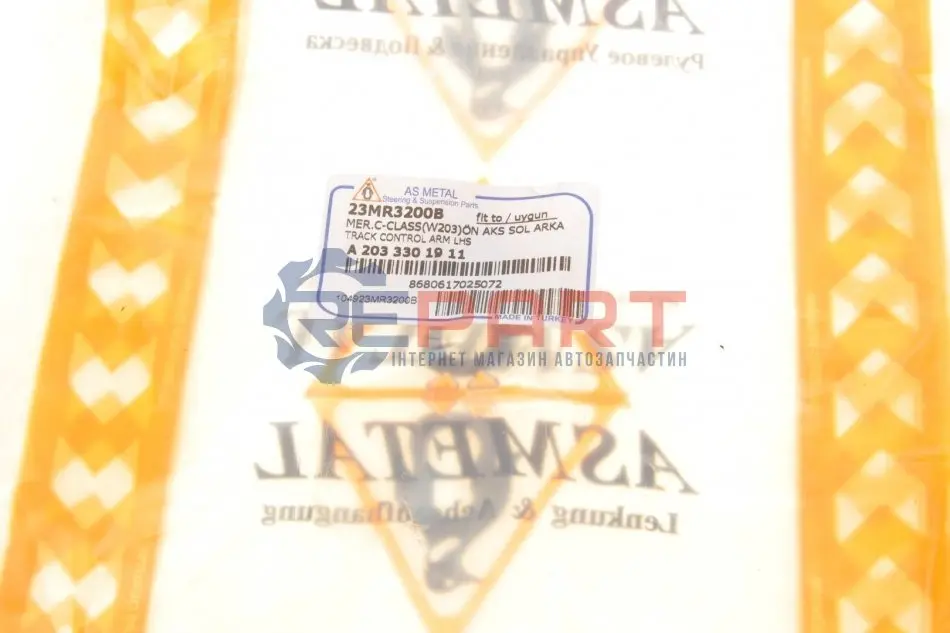 ASMETAL
Рулевое Управление & Подвеска
AS METAL
Steering & Suspension Parts
23MR3200B fit to / uygun
MER.C-CLASS(W203)ÖN AKS SOL ARKA
TRACK CONTROL ARM LHS
A 203 330 19 11
8680617025072
104923MR3200B
MADE IN TURKEY
REPART
ІНТЕРНЕТ МАГАЗИН АВТОЗАПЧАСТИН
ASMETAL
Lenkung & Achsaufhängung